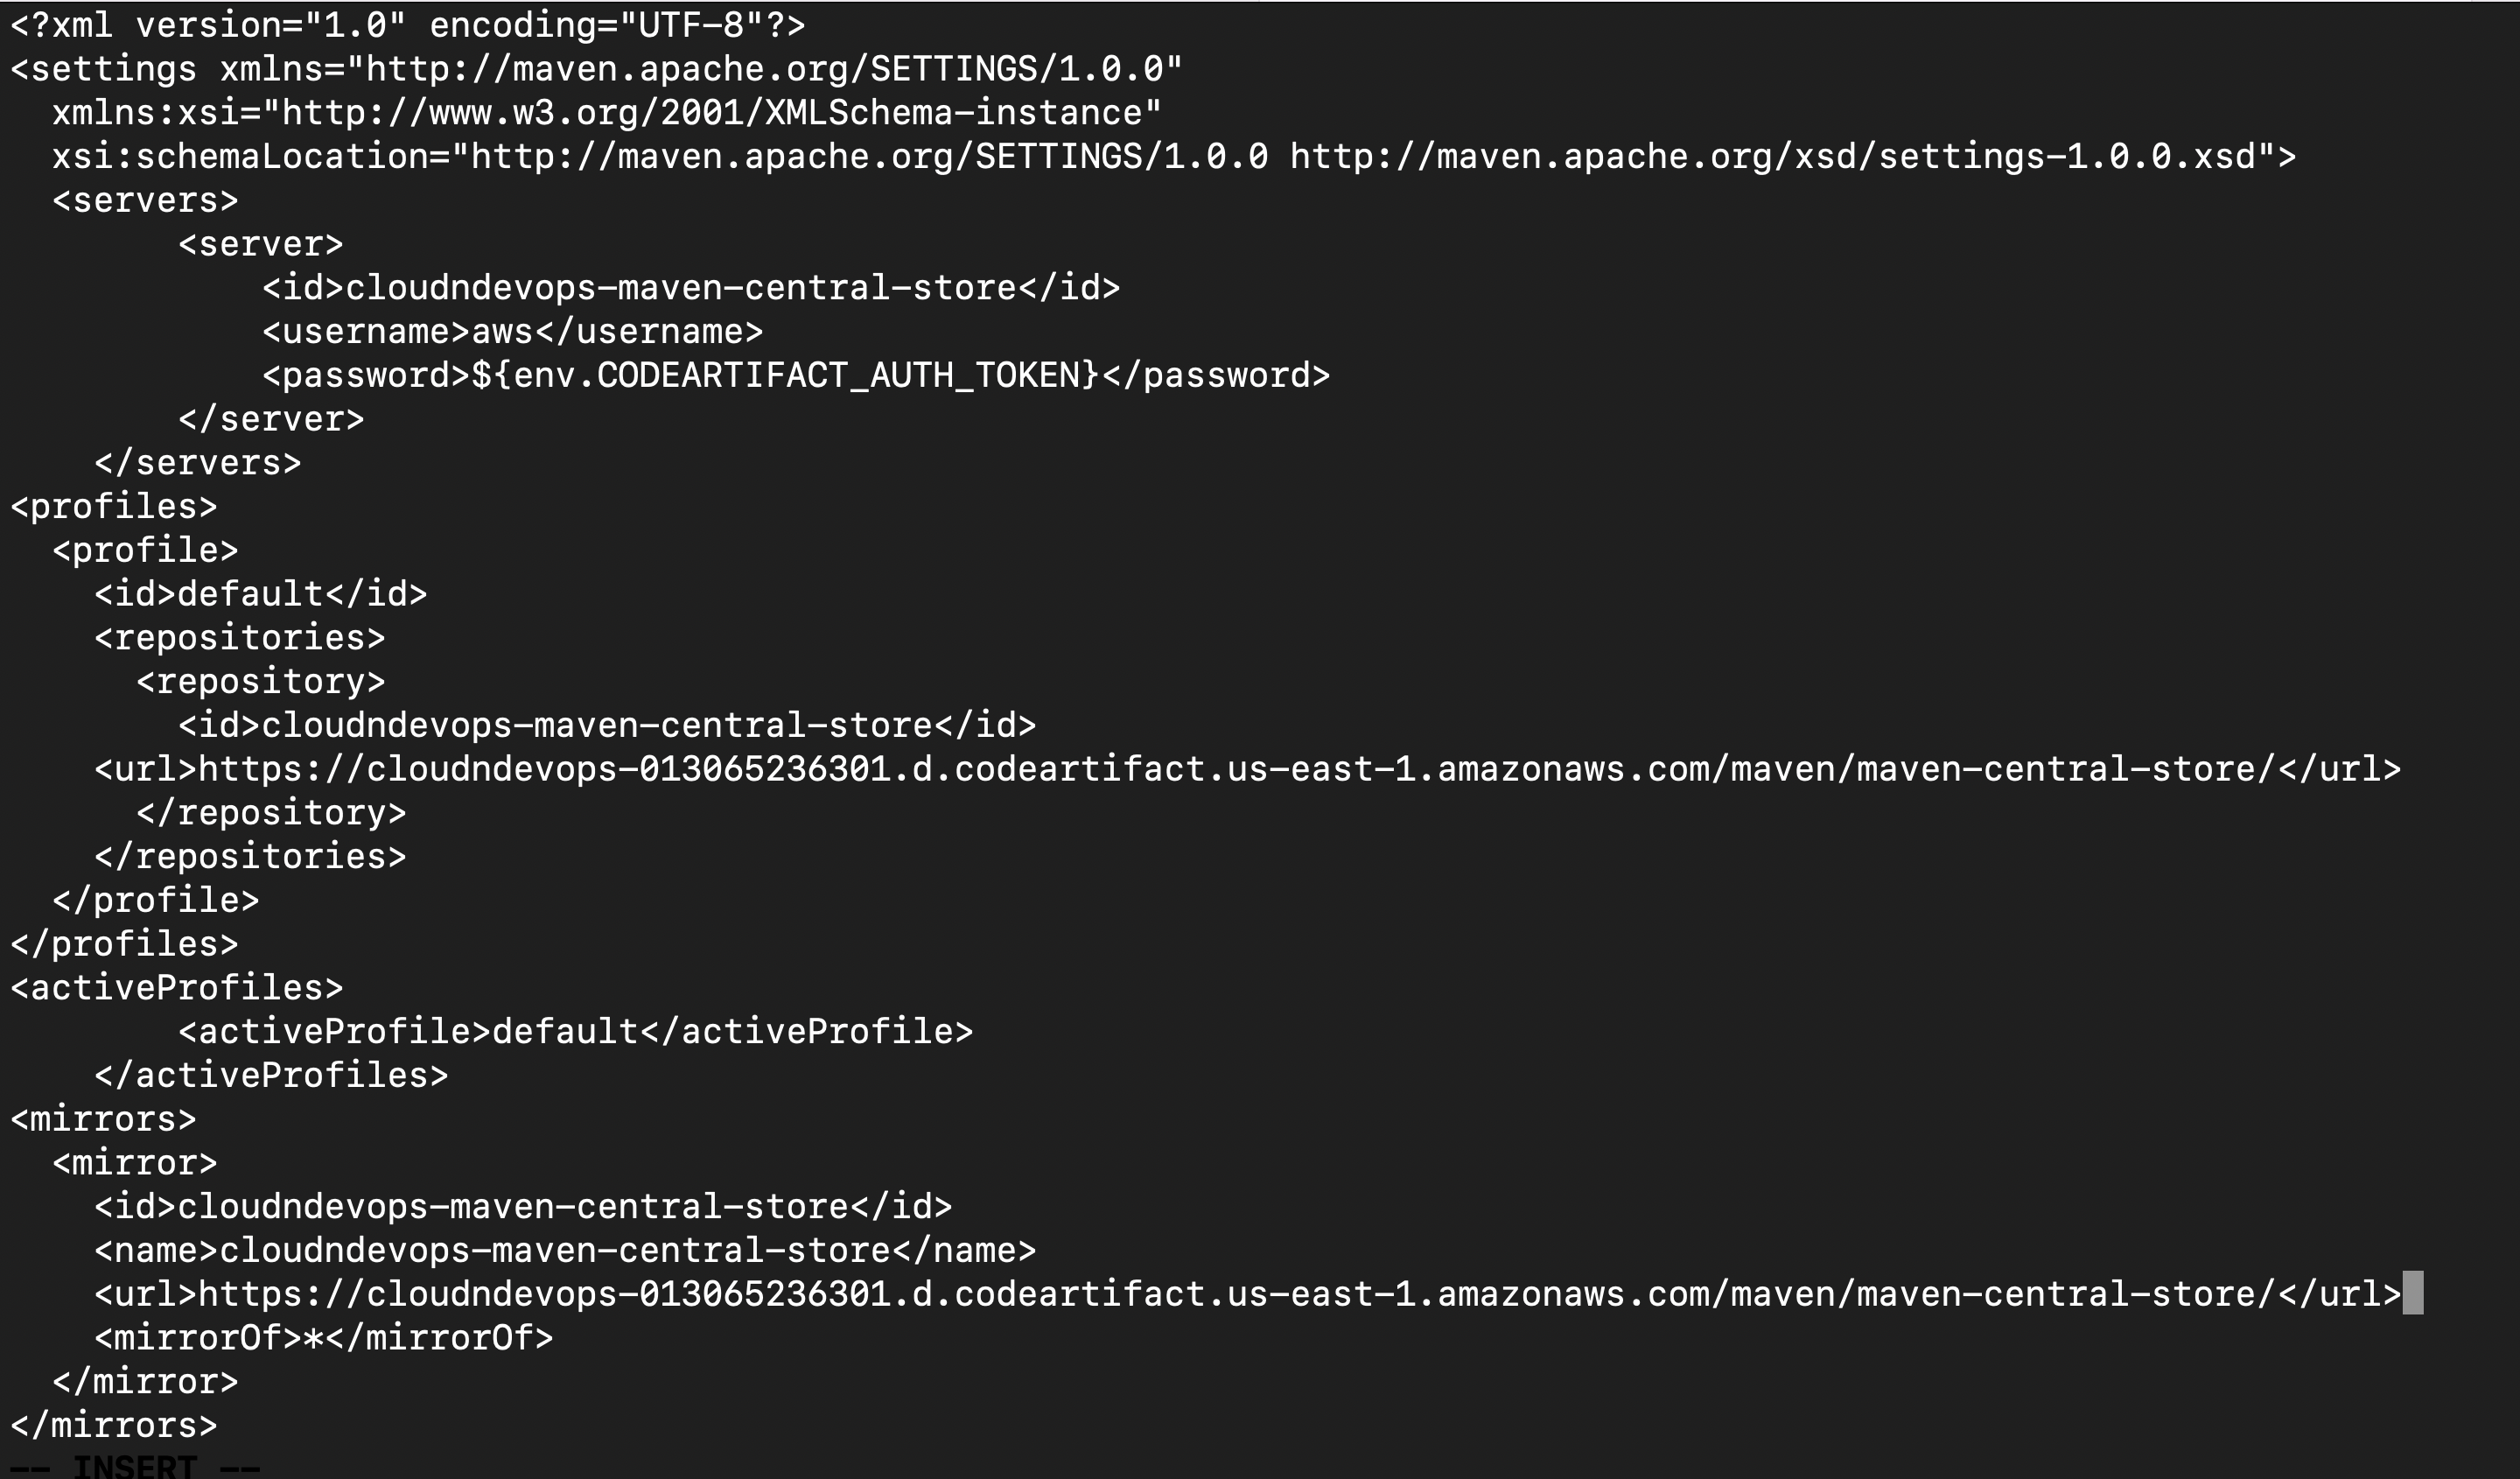 <?xml version="1.0" encoding="UTF-8"?>
<settings xmlns="http://maven.apache.org/SETTINGS/1.0.0"
  xmlns:xsi="http://www.w3.org/2001/XMLSchema-instance"
  xsi:schemaLocation="http://maven.apache.org/SETTINGS/1.0.0 http://maven.apache.org/xsd/settings-1.0.0.xsd">
  <servers>
        <server>
            <id>cloudndevops-maven-central-store</id>
            <username>aws</username>
            <password>${env.CODEARTIFACT_AUTH_TOKEN}</password>
        </server>
    </servers>
<profiles>
  <profile>
    <id>default</id>
    <repositories>
      <repository>
        <id>cloudndevops-maven-central-store</id>
    <url>https://cloudndevops-013065236301.d.codeartifact.us-east-1.amazonaws.com/maven/maven-central-store/</url>
      </repository>
    </repositories>
  </profile>
</profiles>
<activeProfiles>
        <activeProfile>default</activeProfile>
    </activeProfiles>
<mirrors>
  <mirror>
    <id>cloudndevops-maven-central-store</id>
    <name>cloudndevops-maven-central-store</name>
    <url>https://cloudndevops-013065236301.d.codeartifact.us-east-1.amazonaws.com/maven/maven-central-store/</url>
    <mirrorOf>*</mirrorOf>
  </mirror>
</mirrors>
-- INSERT --